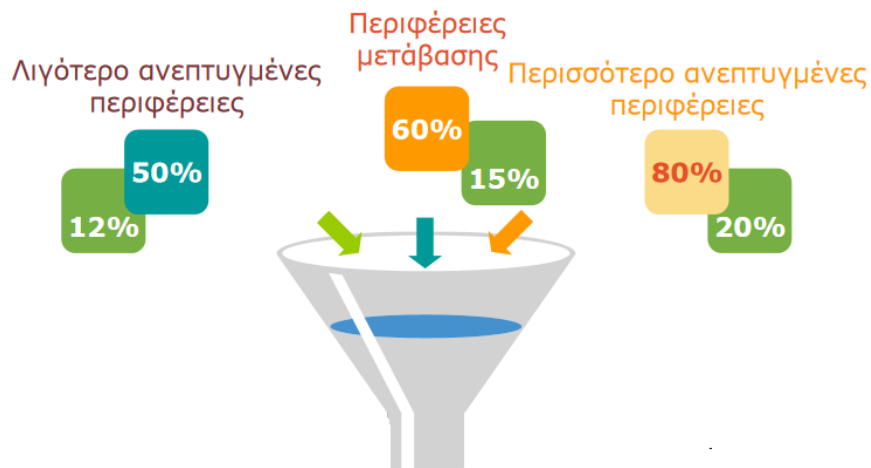 Περιφέρειες
μετάβασης
Λιγότερο ανεπτυγμένες
περιφέρειες
Περισσότερο ανεπτυγμένες
περιφέρειες
50%
12%
60%
15%
80%
20%